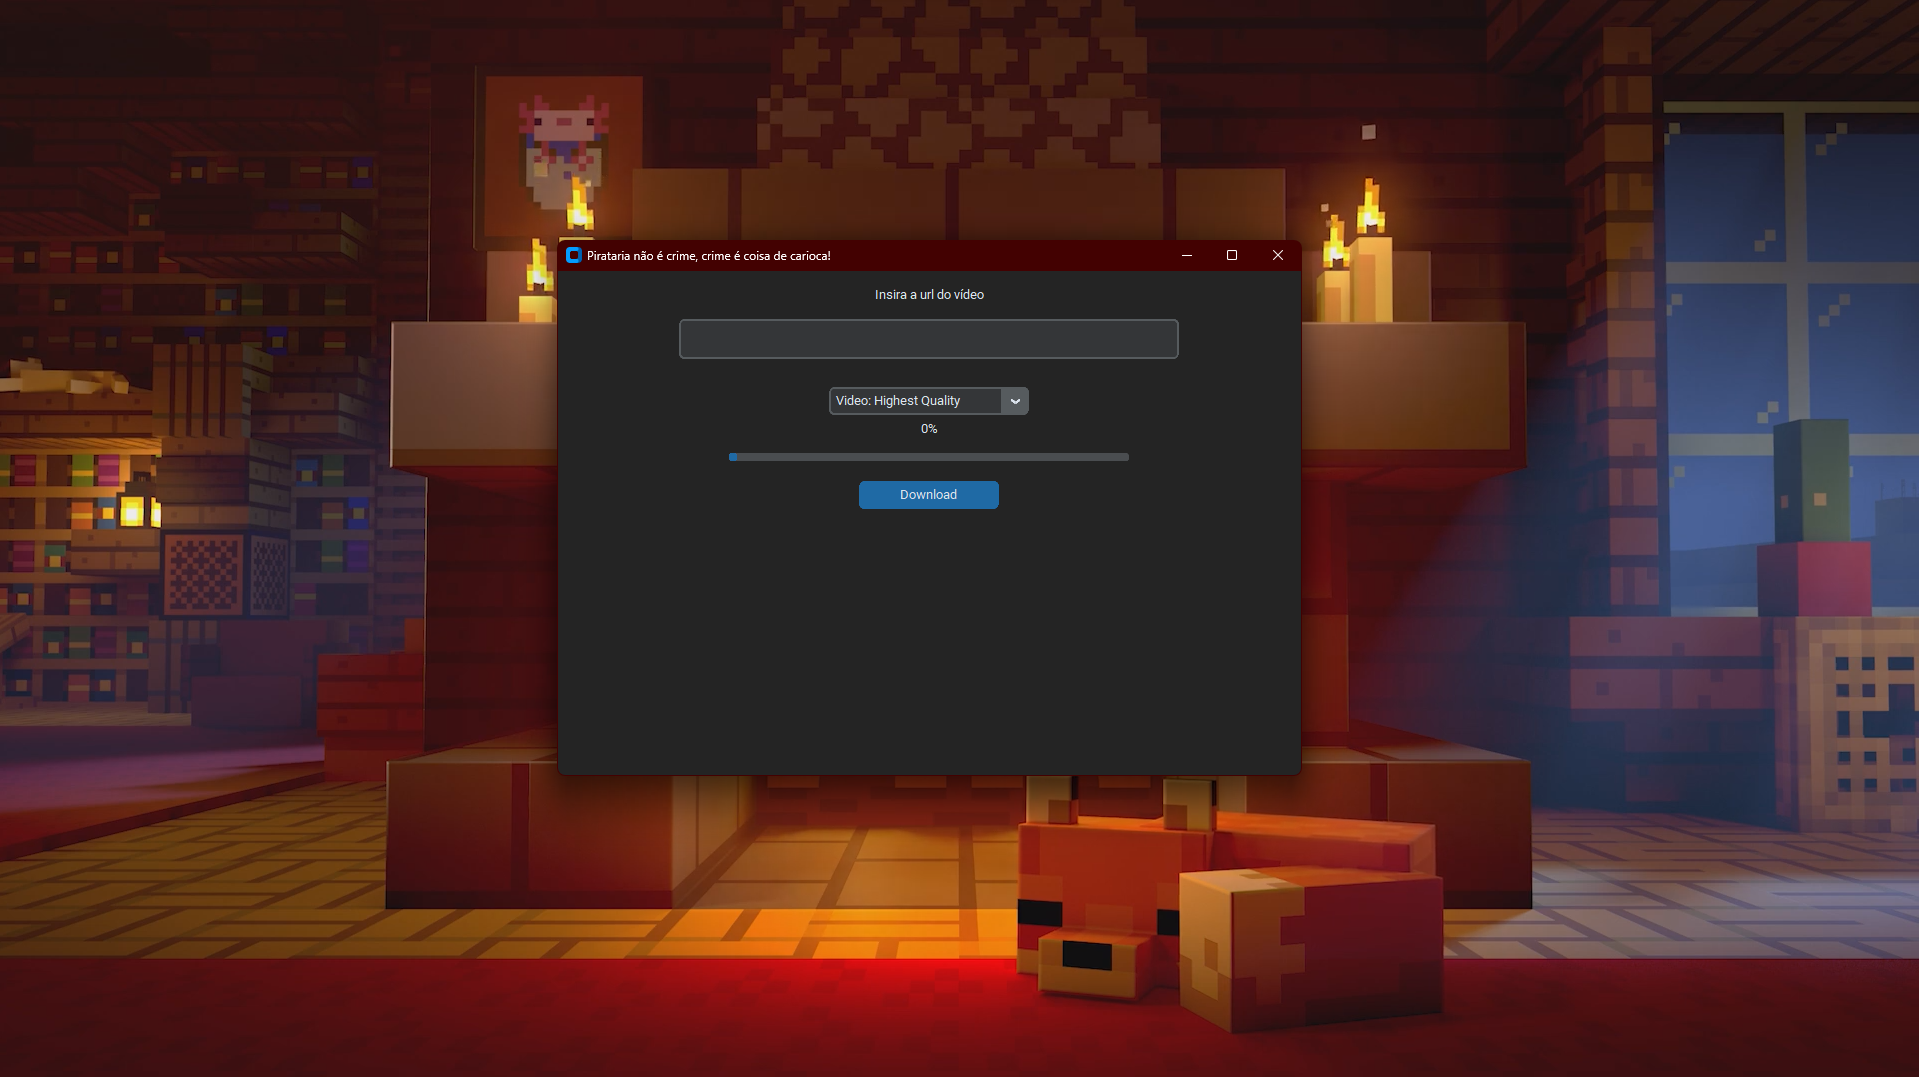 Pirataria não é crime, crime é coisa de carioca!
Insira a url do vídeo
Video: Highest Quality
0%
Download